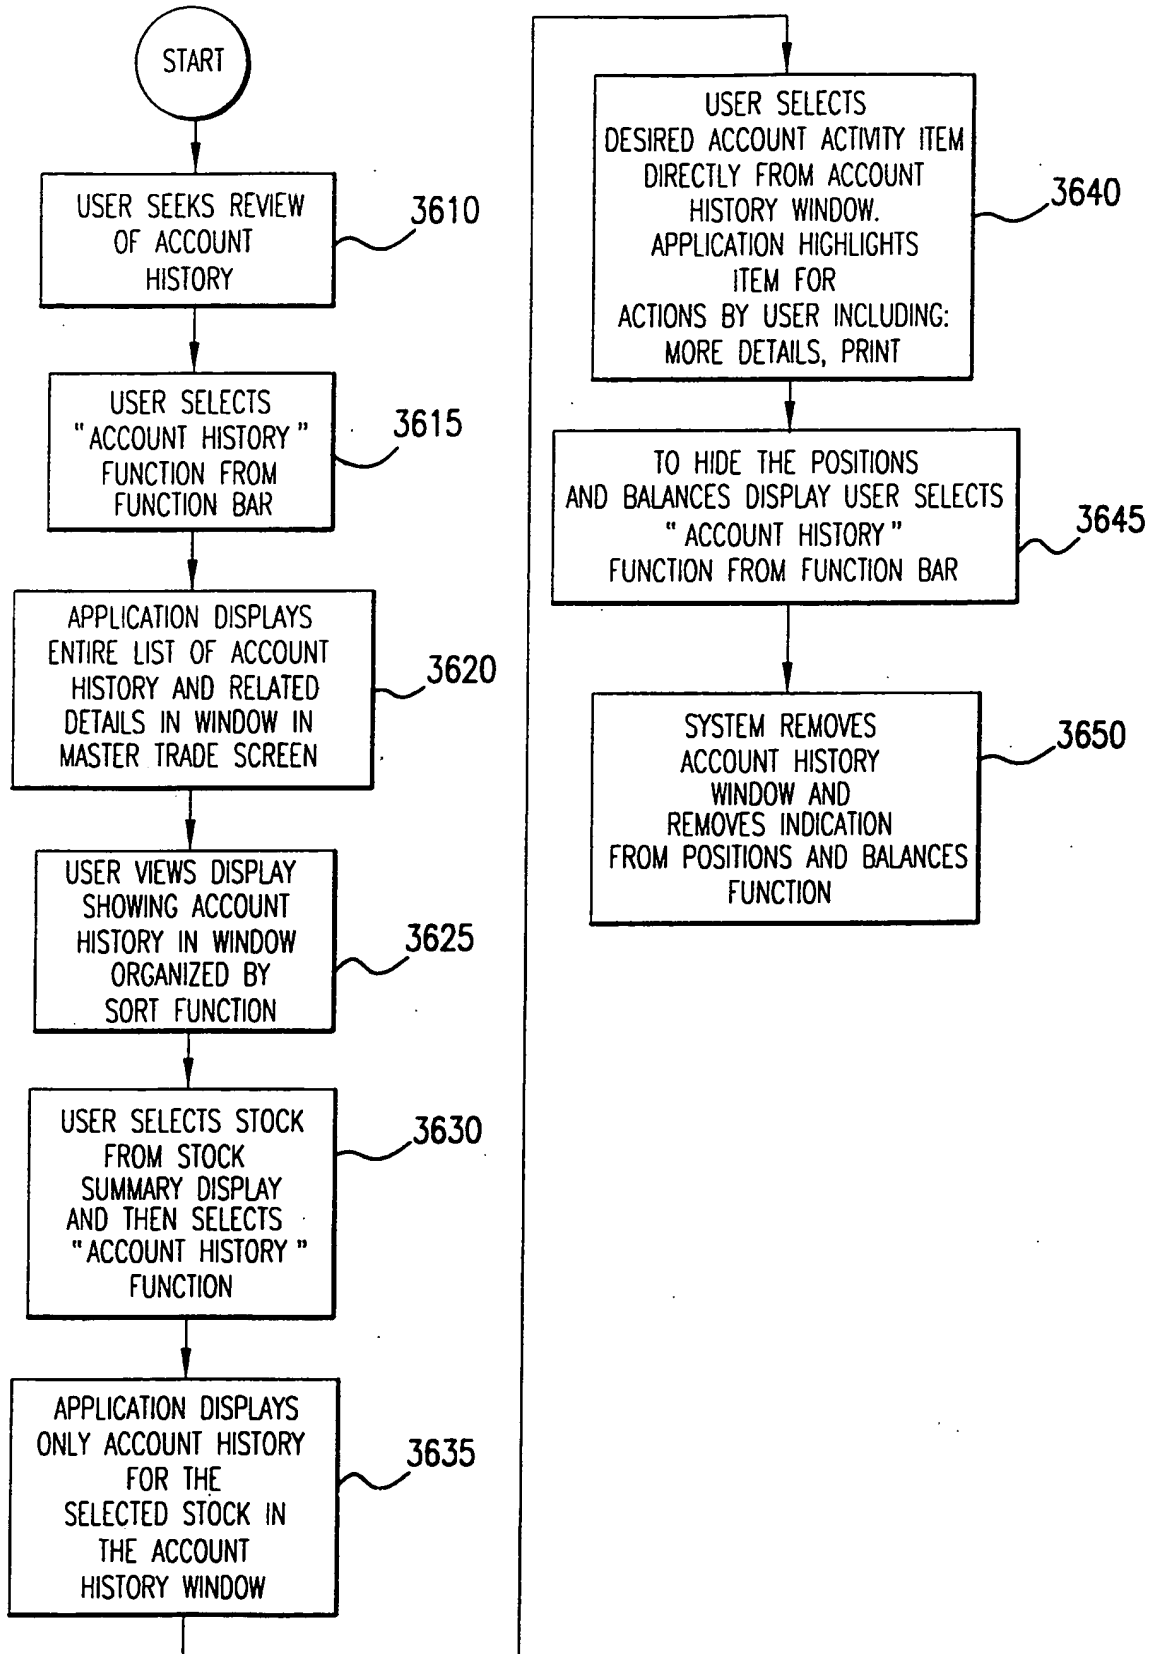 START
USER SEEKS REVIEW
OF ACCOUNT
HISTORY
3610
USER SELECTS
"ACCOUNT HISTORY"
FUNCTION FROM
FUNCTION BAR
3615
APPLICATION DISPLAYS
ENTIRE LIST OF ACCOUNT
HISTORY AND RELATED
DETAILS IN WINDOW IN
MASTER TRADE SCREEN
3620
USER VIEWS DISPLAY
SHOWING ACCOUNT
HISTORY IN WINDOW
ORGANIZED BY
SORT FUNCTION
3625
USER SELECTS STOCK
FROM STOCK
SUMMARY DISPLAY
AND THEN SELECTS
"ACCOUNT HISTORY"
FUNCTION
3630
APPLICATION DISPLAYS
ONLY ACCOUNT HISTORY
FOR THE
SELECTED STOCK IN
THE ACCOUNT
HISTORY WINDOW
3635
USER SELECTS
DESIRED ACCOUNT ACTIVITY ITEM
DIRECTLY FROM ACCOUNT
HISTORY WINDOW.
APPLICATION HIGHLIGHTS
ITEM FOR
ACTIONS BY USER INCLUDING:
MORE DETAILS, PRINT
3640
TO HIDE THE POSITIONS
AND BALANCES DISPLAY USER SELECTS
"ACCOUNT HISTORY"
FUNCTION FROM FUNCTION BAR
3645
SYSTEM REMOVES
ACCOUNT HISTORY
WINDOW AND
REMOVES INDICATION
FROM POSITIONS AND BALANCES
FUNCTION
3650